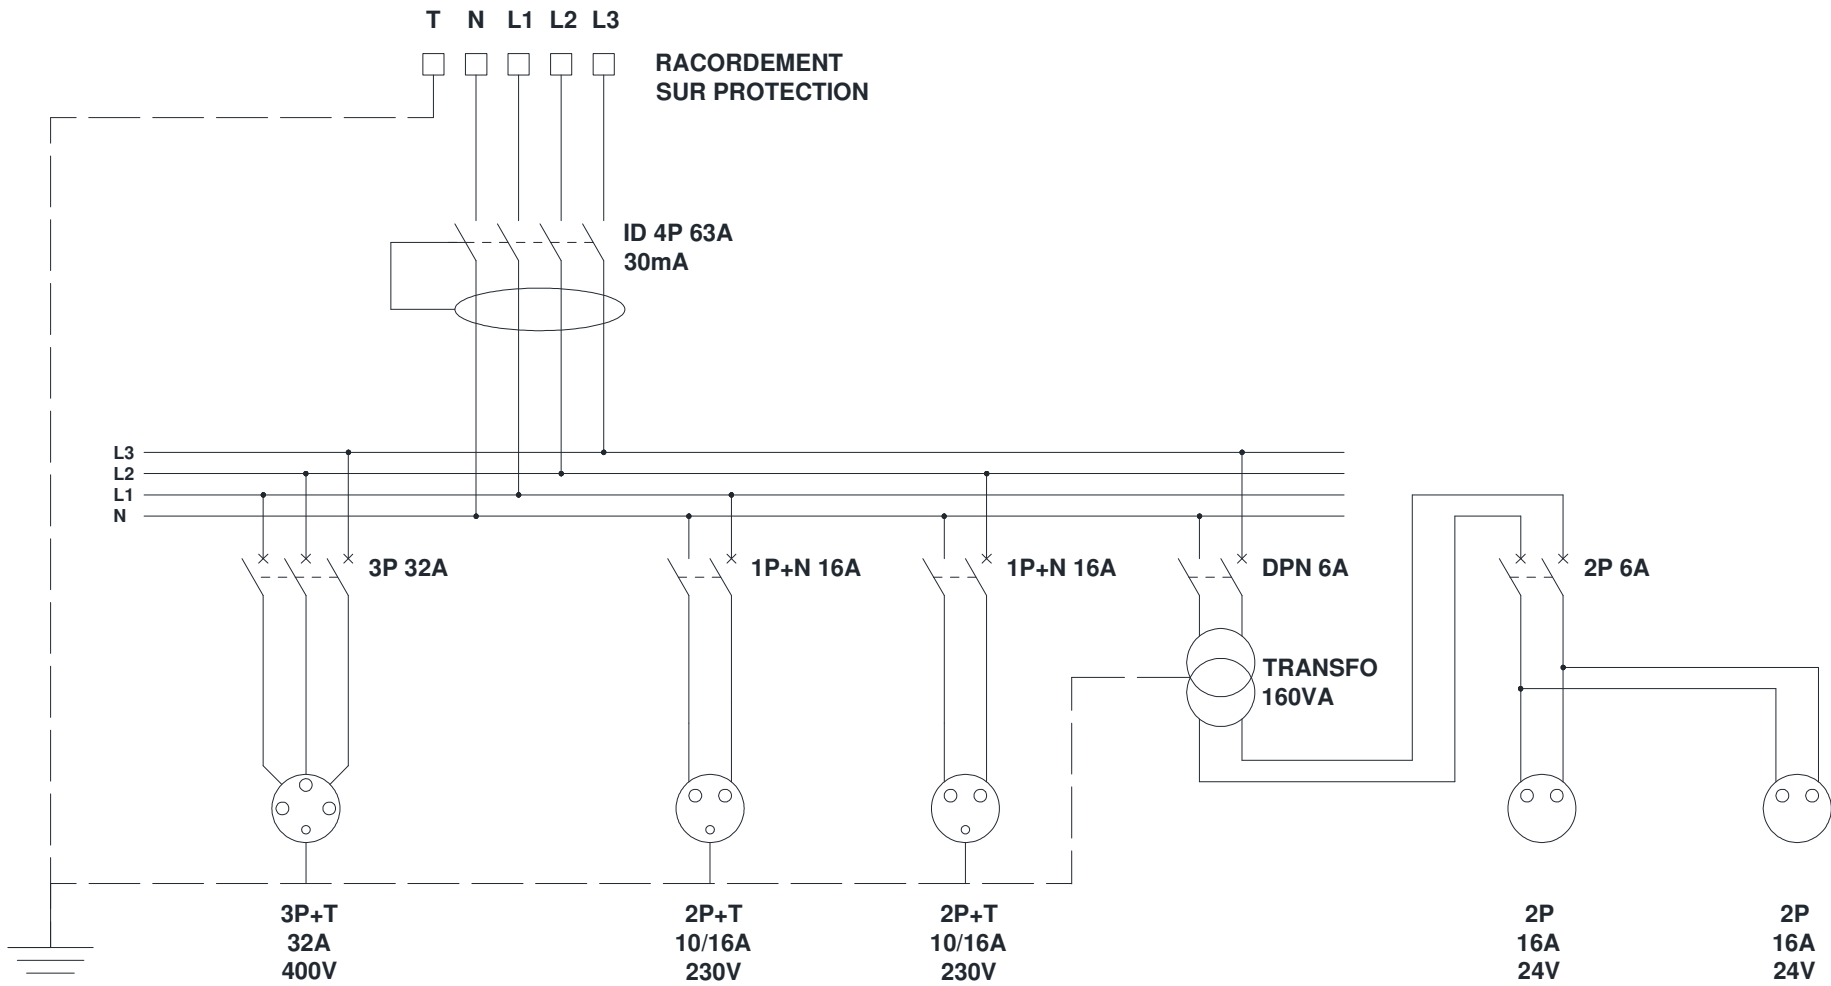 T N L1 L2 L3
RACORDEMENT
SUR PROTECTION
ID 4P 63A
30mA
L3
L2
L1
N
3P 32A
1P+N 16A
1P+N 16A
DPN 6A
2P 6A
TRANSFO
160VA
3P+T
32A
400V
2P+T
10/16A
230V
2P+T
10/16A
230V
2P
16A
24V
2P
16A
24V